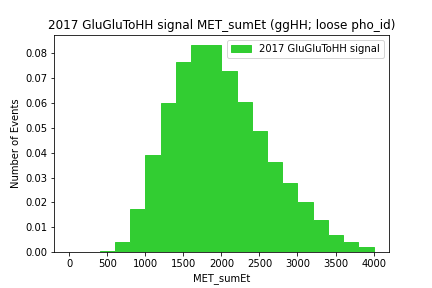 2017 GluGluToHH signal MET_sumEt (ggHH; loose pho_id)
2017 GluGluToHH signal
Number of Events
0.08
0.07
0.06
0.05
0.04
0.03
0.02
0.01
0.00
0 500 1000 1500 2000 2500 3000 3500 4000
MET_sumEt